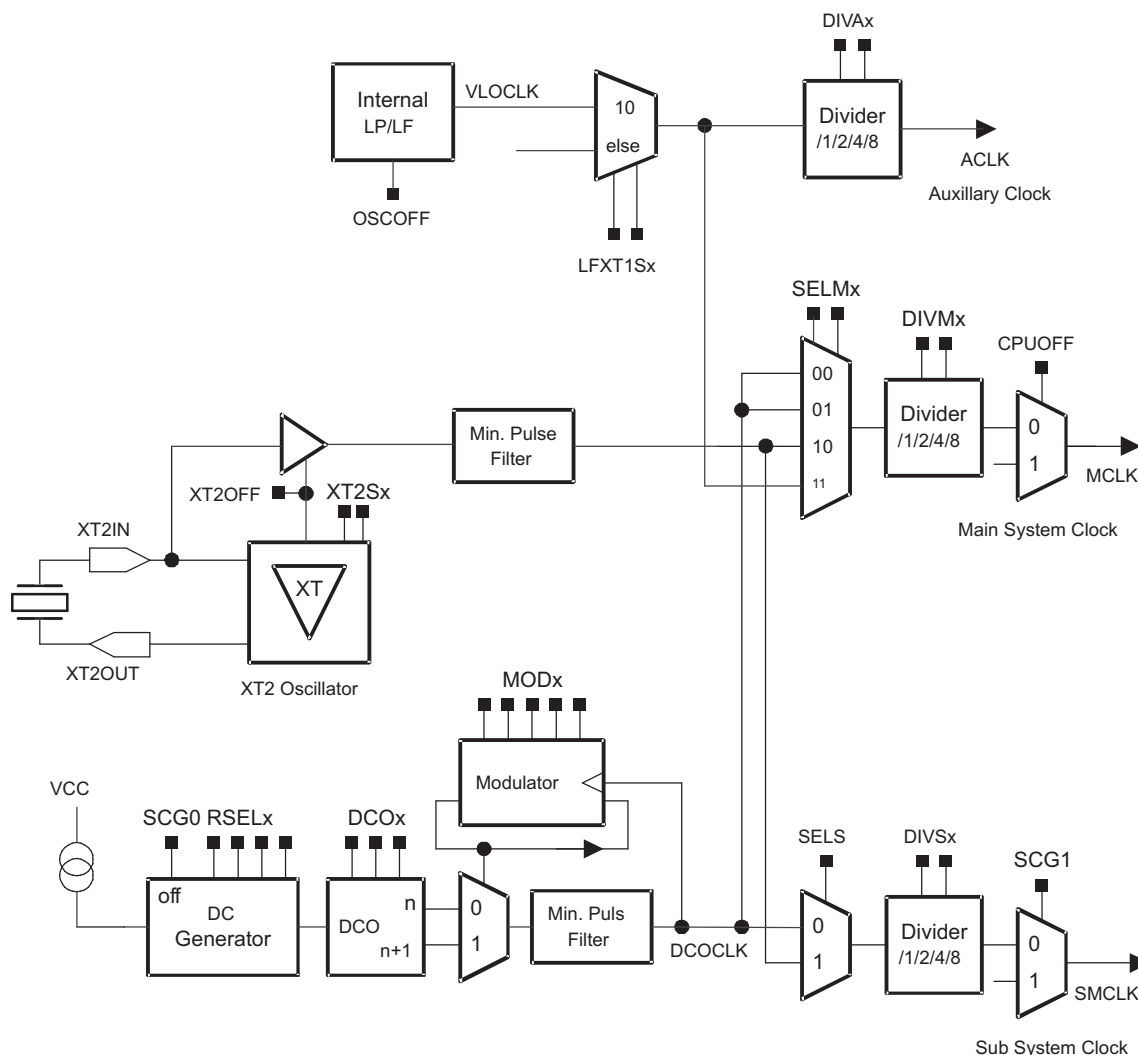 DIVAx
Internal
LP/LF
VLOCLK
10
else
Divider
/1/2/4/8
ACLK
Auxillary Clock
OSCOFF
LFXT1Sx
SELMx
DIVMx
CPUOFF
00
01
10
11
Divider
/1/2/4/8
0
1
MCLK
Main System Clock
Min. Pulse
Filter
XT2OFF
XT2Sx
XT2IN
XT
XT2OUT
XT2 Oscillator
MODx
Modulator
VCC
SCG0 RSELx
DCOx
off
DC
Generator
n
DCO
n+1
0
1
Min. Puls
Filter
DCOCLK
SELS
DIVSx
SCG1
0
1
Divider
/1/2/4/8
0
1
SMCLK
Sub System Clock